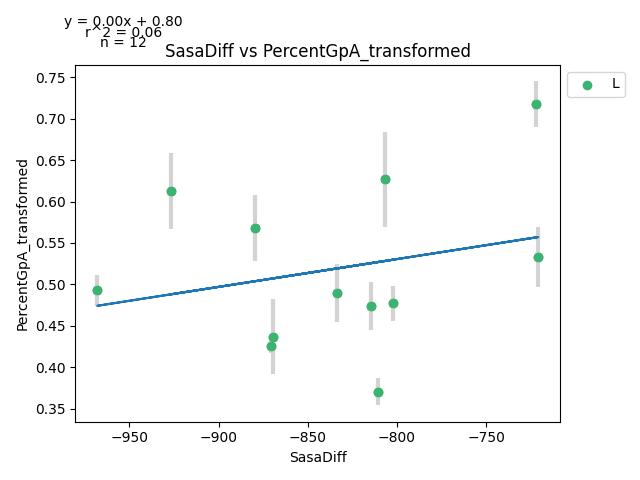 y = 0.00x + 0.80
r^2 = 0.06
n = 12
SasaDiff vs PercentGpA_transformed
L
0.75
0.70
0.65
0.60
0.55
0.50
0.45
0.40
0.35
PercentGpA_transformed
−950
−900
−850
−800
−750
SasaDiff